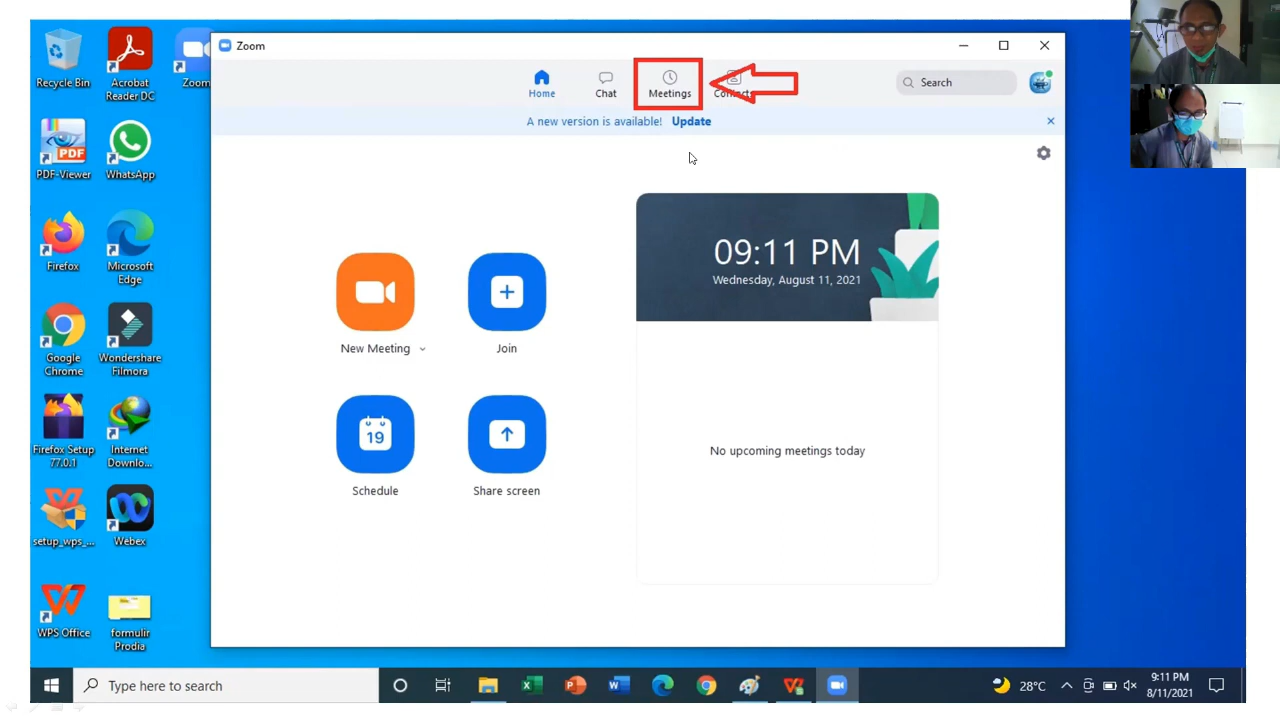 Recycle Bin
Acrobat
Reader DC
Zoom
PDF-Viewer
WhatsApp
Firefox
Microsoft
Edge
Google
Chrome
Wondershare
Filmora
Firefox Setup
77.0.1
Internet
Downlo...
setup_wps_...
Webex
WPS Office
formulir
Prodia
Zoom
Home
Chat
Meetings
Contacts
Search
A new version is available! Update
09:11 PM
Wednesday, August 11, 2021
New Meeting
Join
19
Schedule
Share screen
No upcoming meetings today
PDF
Type here to search
28°C
9:11 PM
8/11/2021